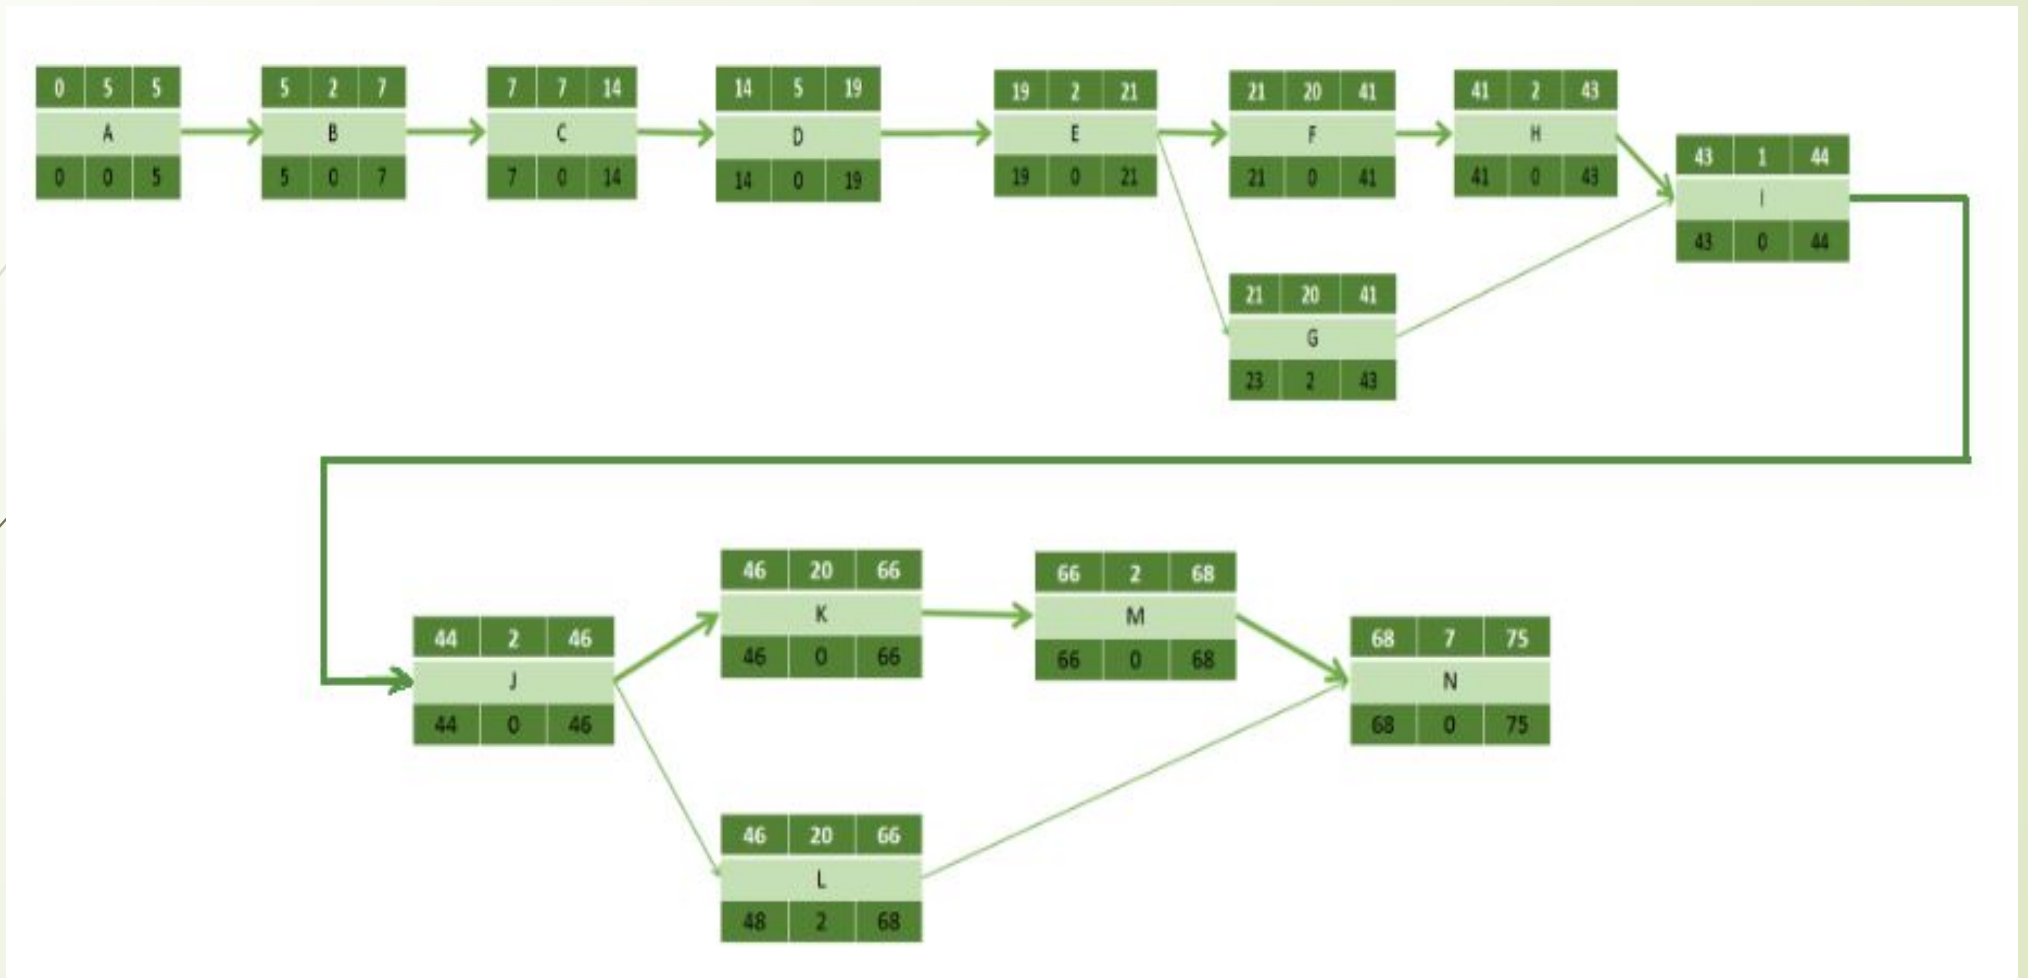 0 5 5
A
0 0 5
5 2 7
B
5 0 7
7 7 14
C
7 0 14
14 5 19
D
14 0 19
19 2 21
E
19 0 21
21 20 41
F
21 0 41
41 2 43
H
41 0 43
43 1 44
I
43 0 44
21 20 41
G
23 2 43
44 2 46
J
44 0 46
46 20 66
K
46 0 66
66 2 68
M
66 0 68
68 7 75
N
68 0 75
46 20 66
L
48 2 68